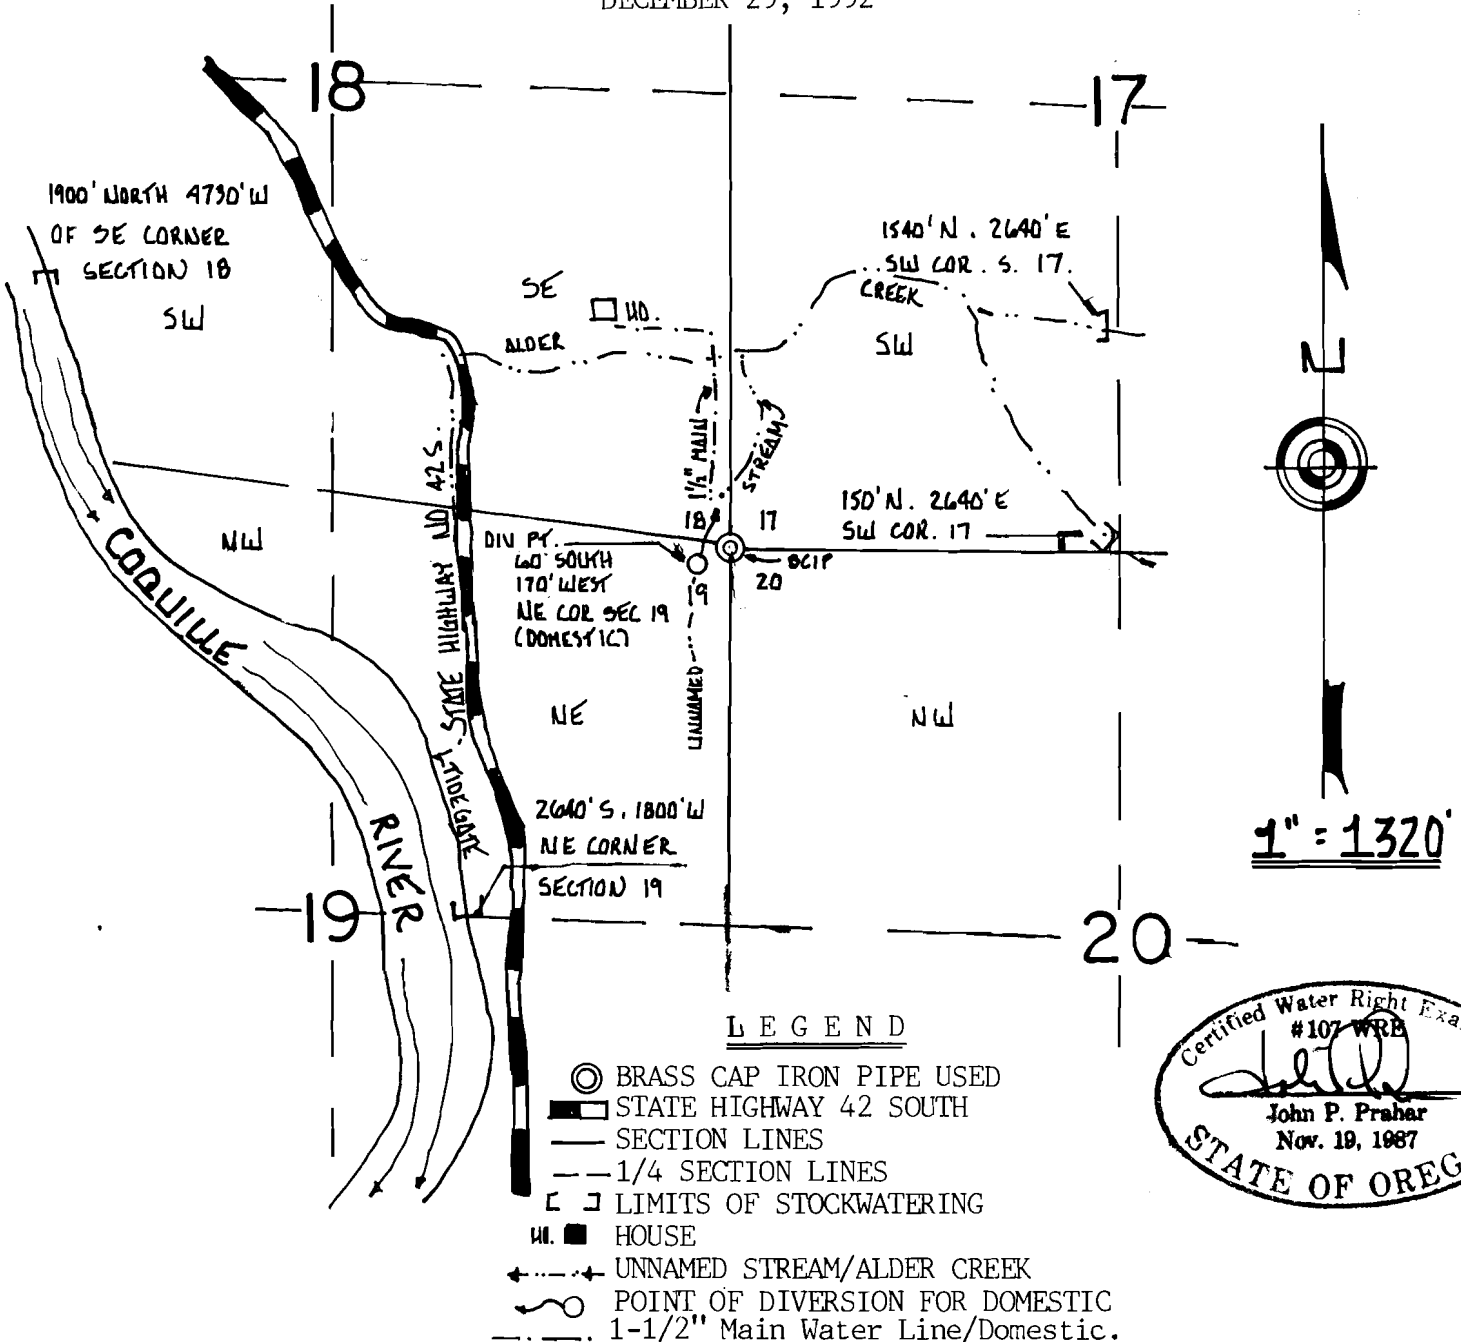 DECEMBER 29, 1992
18
17
1900' NORTH 4730' W
OF SE CORNER
SECTION 18
SW
SE
HO.
ALDER
1540' N. 2640' E
SW COR. S. 17.
CREEK
SW
N
STATE HIGHWAY NO 42 S.
1½" MAIN
STREAM
18
17
19
20
BCIP
150' N. 2640' E
SW COR. 17
NW
DIV PT.
60' SOUTH
170' WEST
NE COR SEC 19
(DOMESTIC)
COQUILLE
RIVER
UNNAMED
NE
NW
TIDEGATE
2640' S. 1800' W
NE CORNER
SECTION 19
1" = 1320'
19
20
LEGEND
BRASS CAP IRON PIPE USED
STATE HIGHWAY 42 SOUTH
SECTION LINES
1/4 SECTION LINES
LIMITS OF STOCKWATERING
HO. HOUSE
UNNAMED STREAM/ALDER CREEK
POINT OF DIVERSION FOR DOMESTIC
1-1/2" Main Water Line/Domestic.
Certified Water Right Exa
#107 WRE
John P. Prahar
Nov. 19, 1987
STATE OF OREG